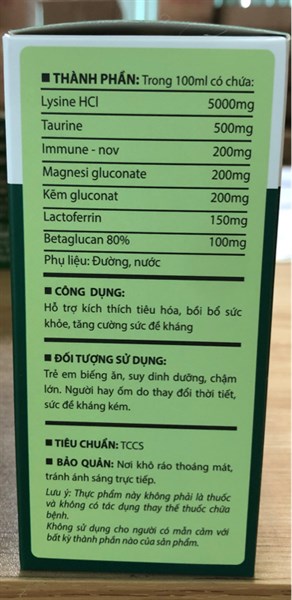 ■ THÀNH PHẦN: Trong 100ml có chứa:
Lysine HCl 5000mg
Taurine 500mg
Immune - nov 200mg
Magnesi gluconate 200mg
Kẽm gluconat 200mg
Lactoferrin 150mg
Betaglucan 80% 100mg
Phụ liệu: Đường, nước
■ CÔNG DỤNG:
Hỗ trợ kích thích tiêu hóa, bồi bổ sức
khỏe, tăng cường sức đề kháng
■ ĐỐI TƯỢNG SỬ DỤNG:
Trẻ em biếng ăn, suy dinh dưỡng, chậm
lớn. Người hay ốm do thay đổi thời tiết,
sức đề kháng kém.
■ TIÊU CHUẨN: TCCS
■ BẢO QUẢN: Nơi khô ráo thoáng mát,
tránh ánh sáng trực tiếp.
Lưu ý: Thực phẩm này không phải là thuốc
và không có tác dụng thay thế thuốc chữa
bệnh.
Không sử dụng cho người có mẫn cảm với
bất kỳ thành phần nào của sản phẩm.